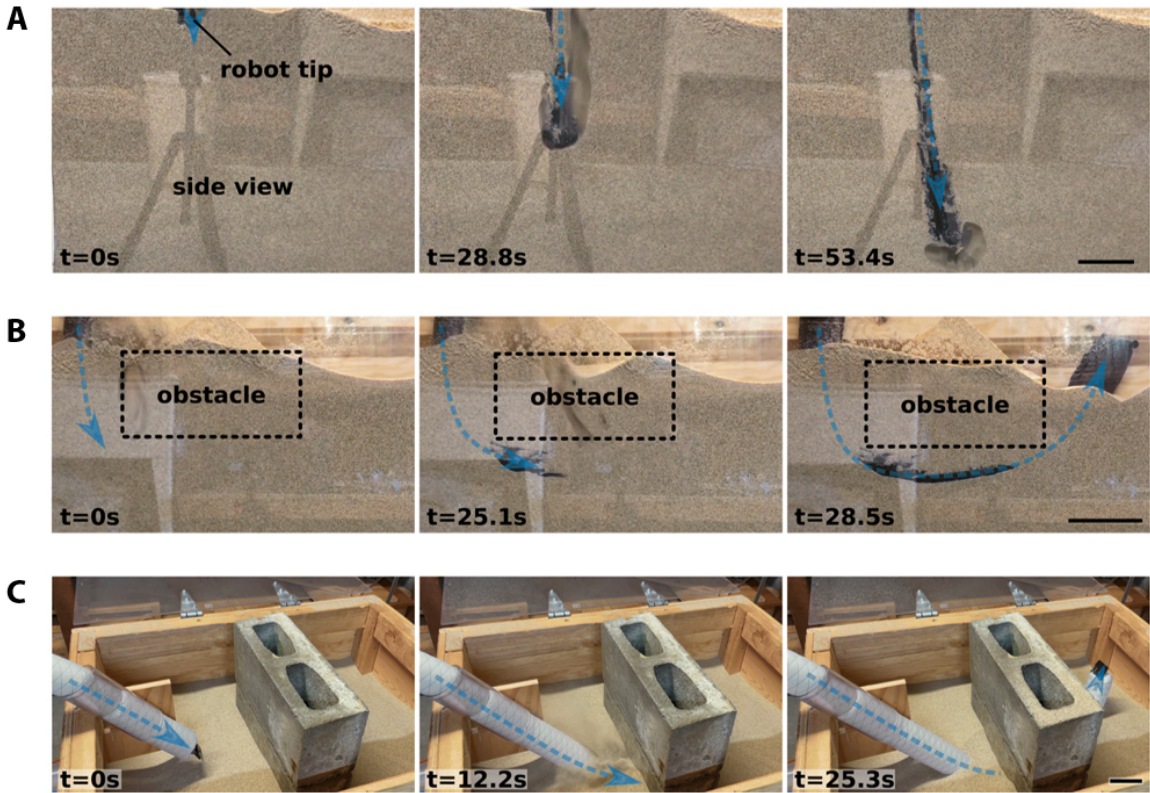 A
robot tip
side view
t=0s
t=28.8s
t=53.4s
B
obstacle
obstacle
obstacle
t=0s
t=25.1s
t=28.5s
C
t=0s
t=12.2s
t=25.3s